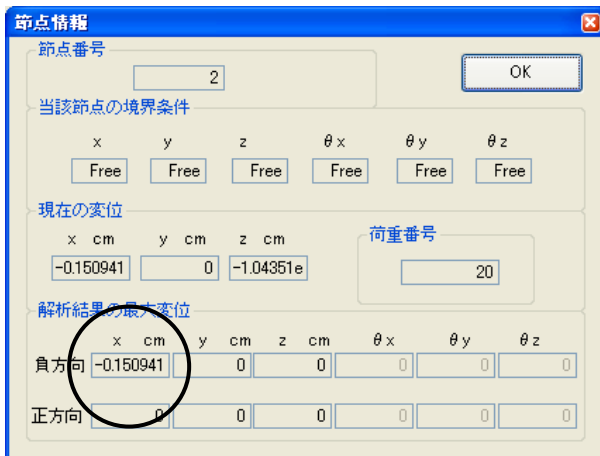 節点情報
節点番号
2
OK
当該節点の境界条件
x y z θx θy θz
Free Free Free Free Free Free
現在の変位
x cm y cm z cm
-0.150941 0 -1.04351e
荷重番号
20
解析結果の最大変位
x cm y cm z cm θx θy θz
負方向 -0.150941 0 0 0 0 0
正方向 0 0 0 0 0 0